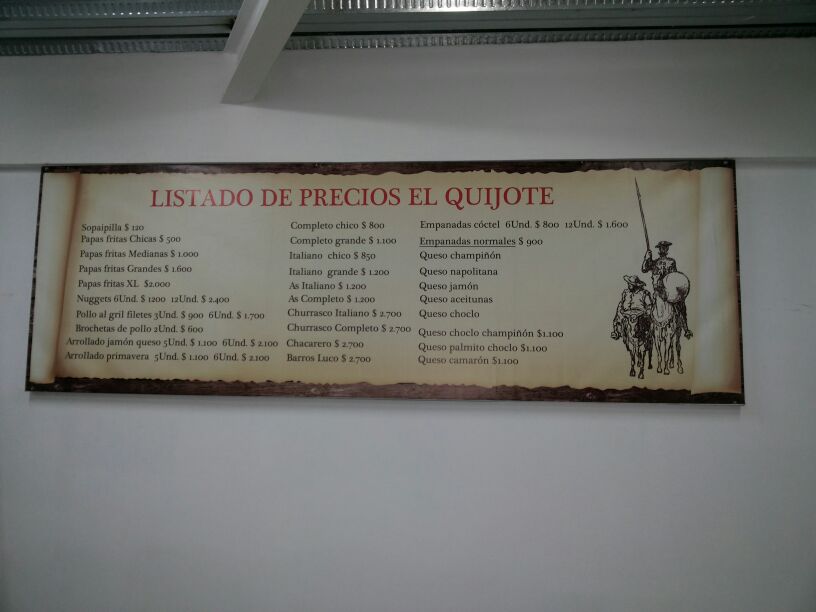 LISTADO DE PRECIOS EL QUIJOTE
Sopaipilla $ 120
Papas fritas Chicas $ 500
Papas fritas Medianas $ 1.000
Papas fritas Grandes $ 1.600
Papas fritas XL $2.000
Nuggets 6Und. $ 1200 12Und. $ 2.400
Pollo al gril filetes 3Und. $ 900 6Und. $ 1.700
Brochetas de pollo 2Und. $ 600
Arrollado jamón queso 5Und. $ 1.100 6Und. $ 2.100
Arrollado primavera 5Und. $ 1.100 6Und. $ 2.100
Completo chico $ 800
Completo grande $ 1.100
Italiano chico $ 850
Italiano grande $ 1.200
As Italiano $ 1.200
As Completo $ 1.200
Churrasco Italiano $ 2.700
Churrasco Completo $ 2.700
Chacarero $ 2.700
Barros Luco $ 2.700
Empanadas cóctel 6Und. $ 800 12Und. $ 1.600
Empanadas normales $ 900
Queso champiñón
Queso napolitana
Queso jamón
Queso aceitunas
Queso choclo
Queso choclo champiñón $1.100
Queso palmito choclo $1.100
Queso camarón $1.100